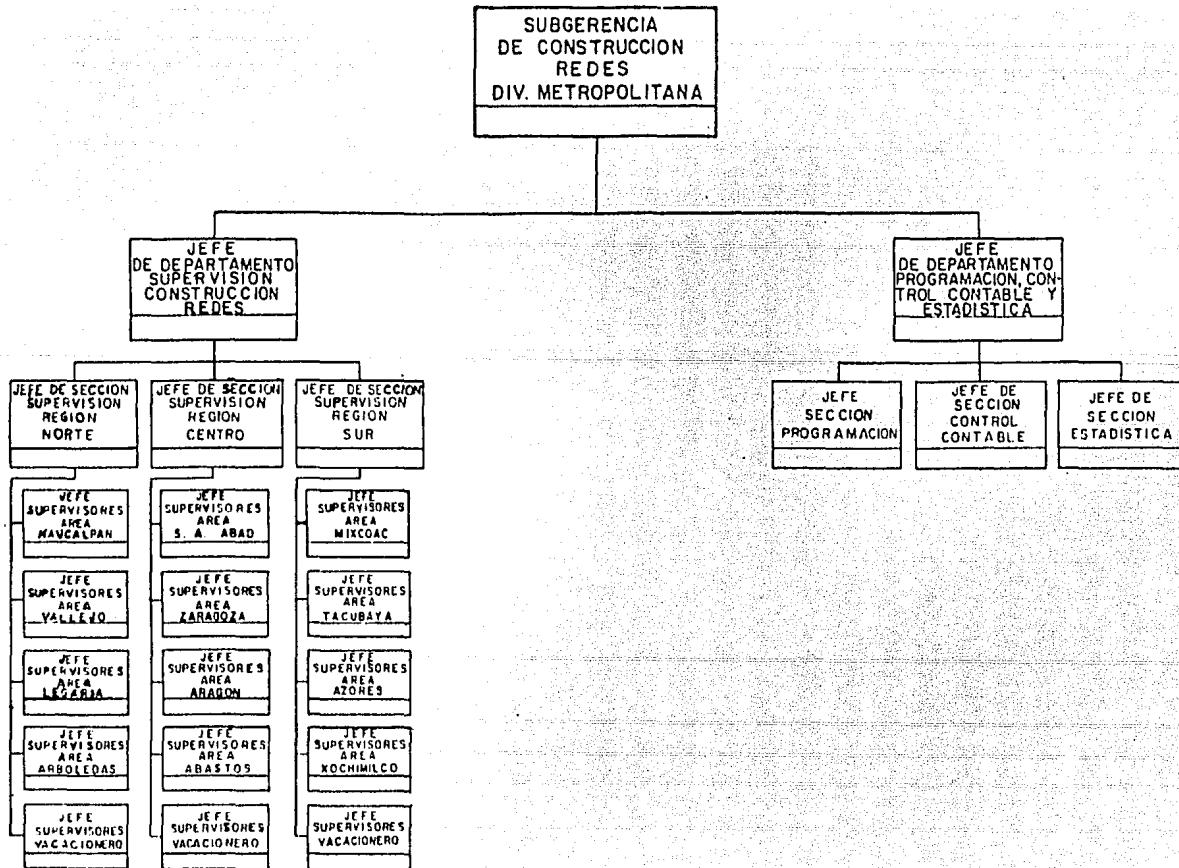 SUBGERENCIA
DE CONSTRUCCION
REDES
DIV. METROPOLITANA
JEFE
DE DEPARTAMENTO
SUPERVISION
CONSTRUCCION
REDES
JEFE
DE DEPARTAMENTO
PROGRAMACION, CON-
TROL CONTABLE Y
ESTADISTICA
JEFE DE SECCION
SUPERVISION
REGION
NORTE
JEFE DE SECCION
SUPERVISION
REGION
CENTRO
JEFE DE SECCION
SUPERVISION
REGION
SUR
JEFE
SECCION
PROGRAMACION
JEFE DE
SECCION
CONTROL
CONTABLE
JEFE DE
SECCION
ESTADISTICA
JEFE
SUPERVISORES
AREA
NAUCALPAN
JEFE
SUPERVISORES
AREA
VALLEJO
JEFE
SUPERVISORES
AREA
LEGARIA
JEFE
SUPERVISORES
AREA
ARBOLEDAS
JEFE
SUPERVISORES
VACACIONERO
JEFE
SUPERVISORES
AREA
S. A. ABAD
JEFE
SUPERVISORES
AREA
ZARAGOZA
JEFE
SUPERVISORES
AREA
ARAGON
JEFE
SUPERVISORES
AREA
ABASTOS
JEFE
SUPERVISORES
VACACIONERO
JEFE
SUPERVISORES
AREA
MIXCOAC
JEFE
SUPERVISORES
AREA
TACUBAYA
JEFE
SUPERVISORES
AREA
AZORES
JEFE
SUPERVISORES
AREA
XOCHIMILCO
JEFE
SUPERVISORES
VACACIONERO